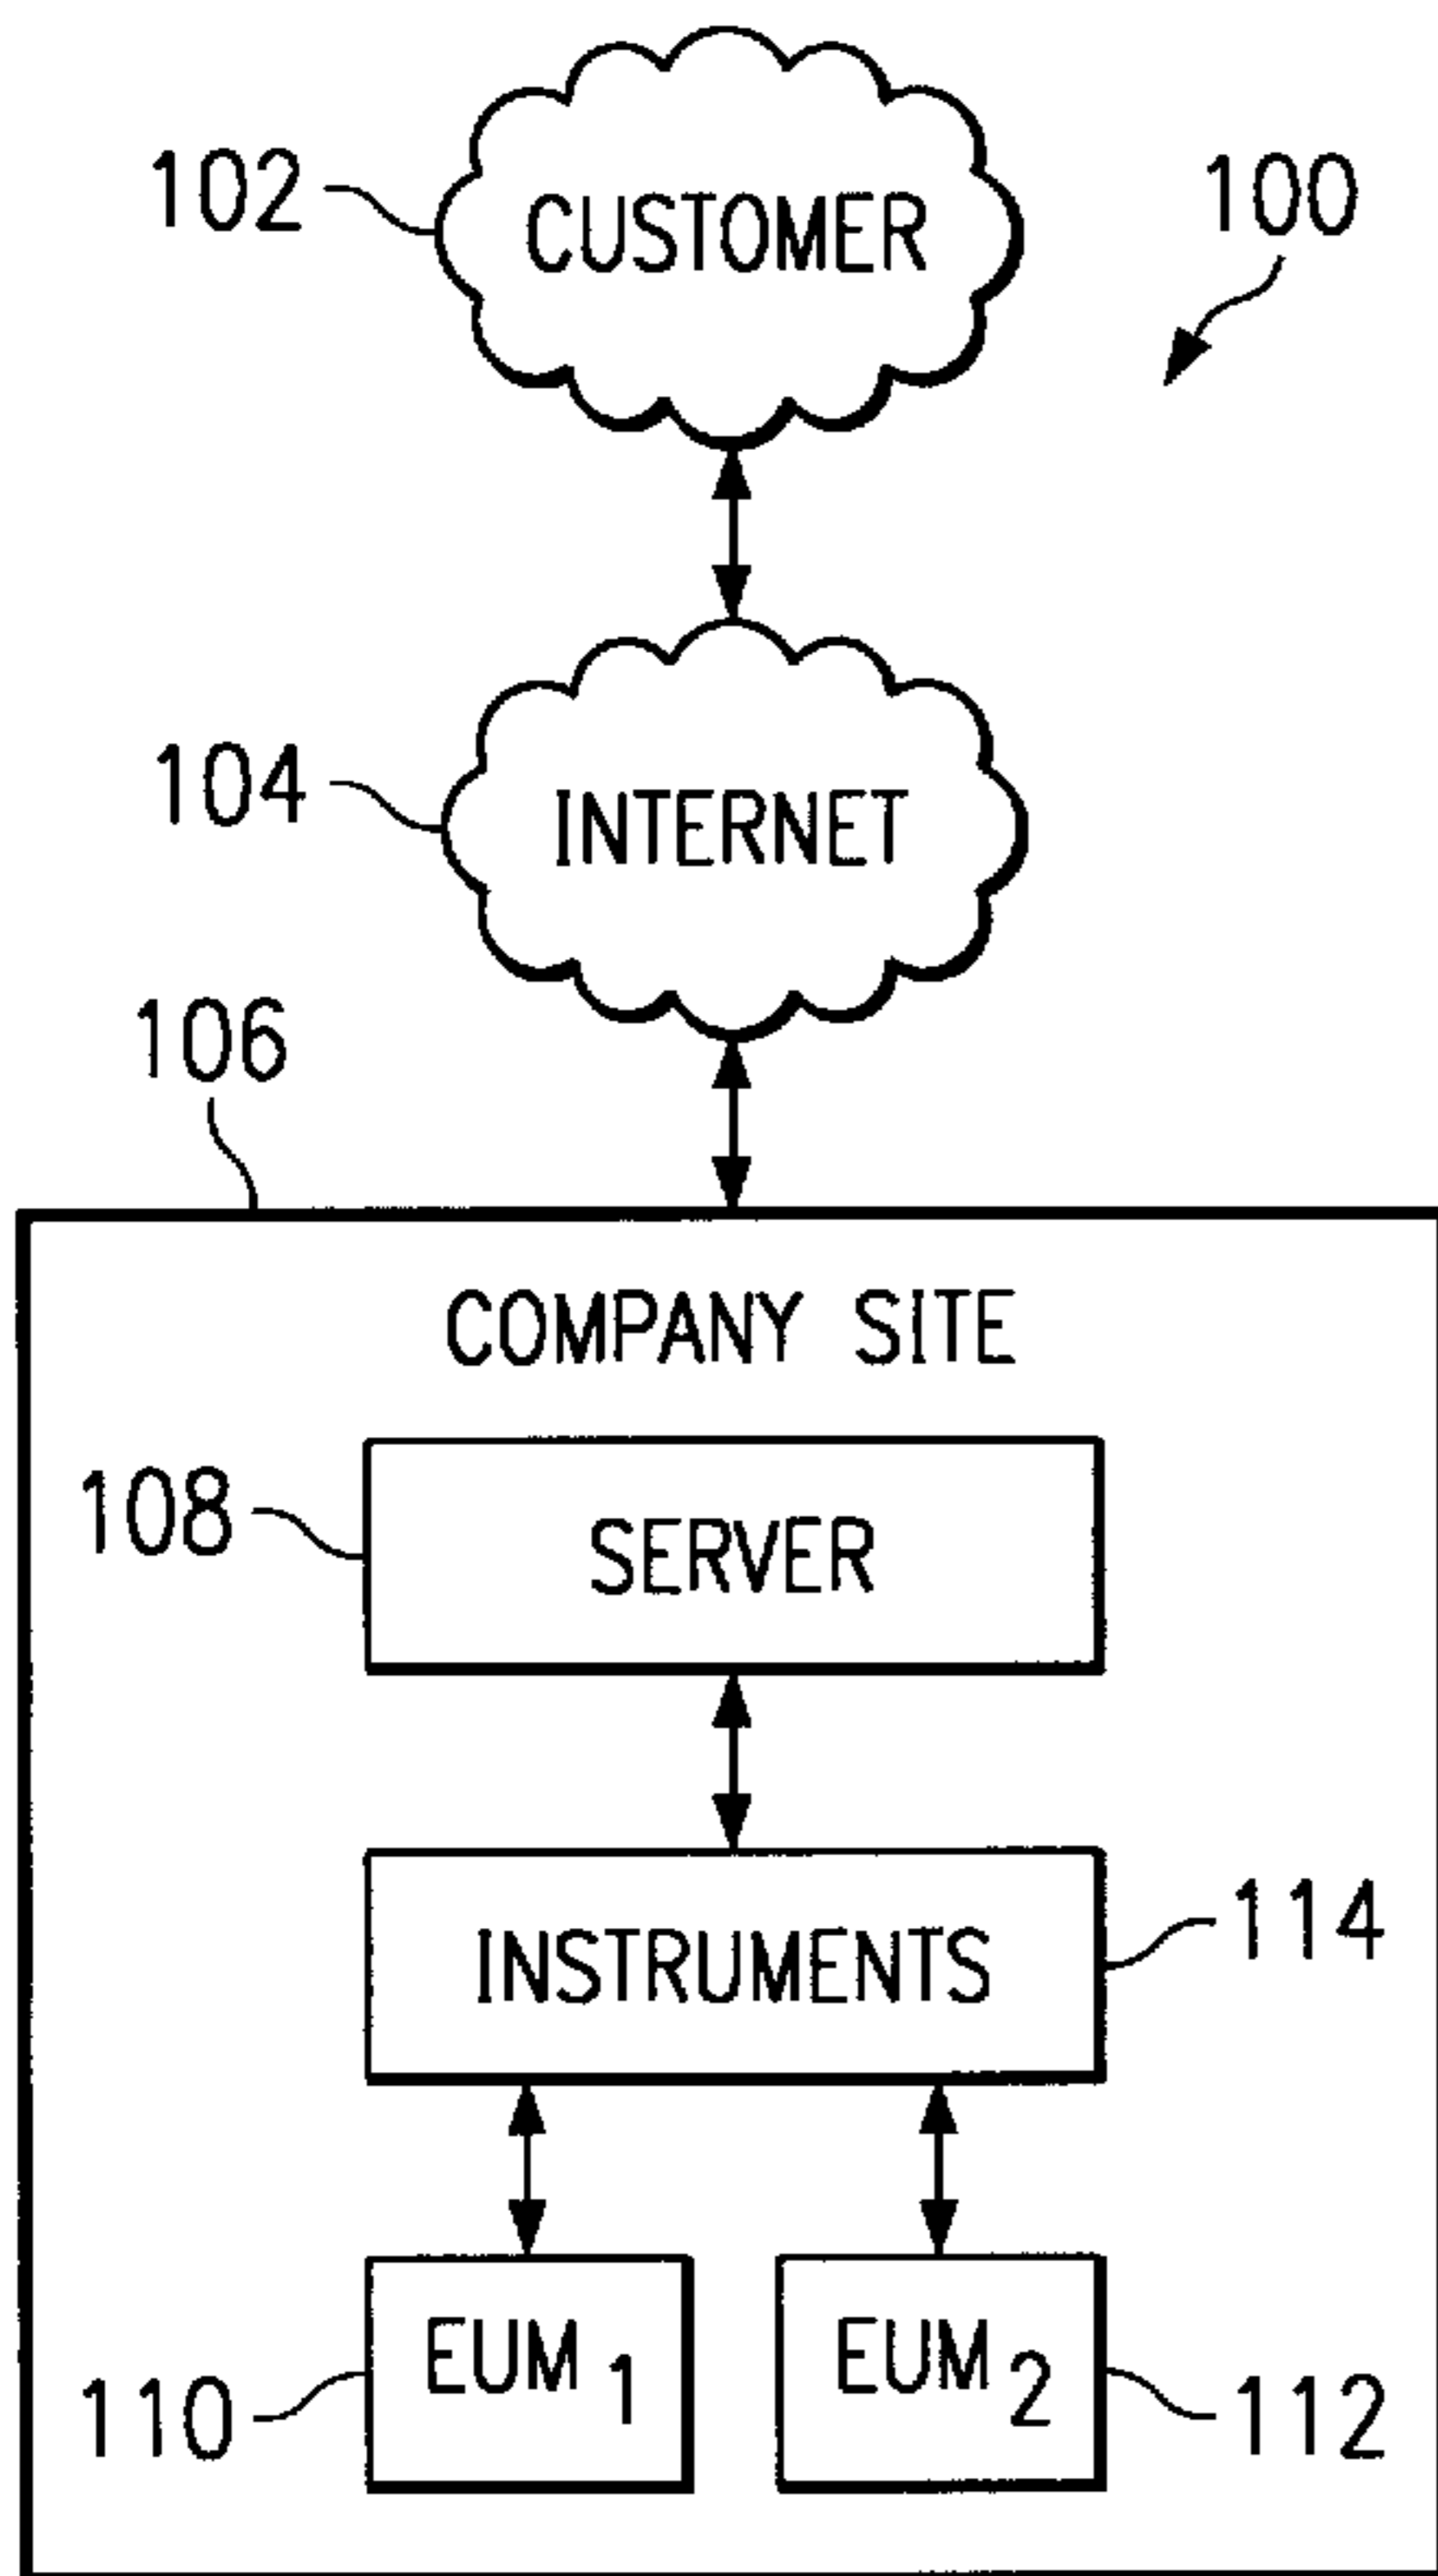 102
CUSTOMER
100
104
INTERNET
106
COMPANY SITE
108
SERVER
INSTRUMENTS
114
110
EUM 1
EUM 2
112